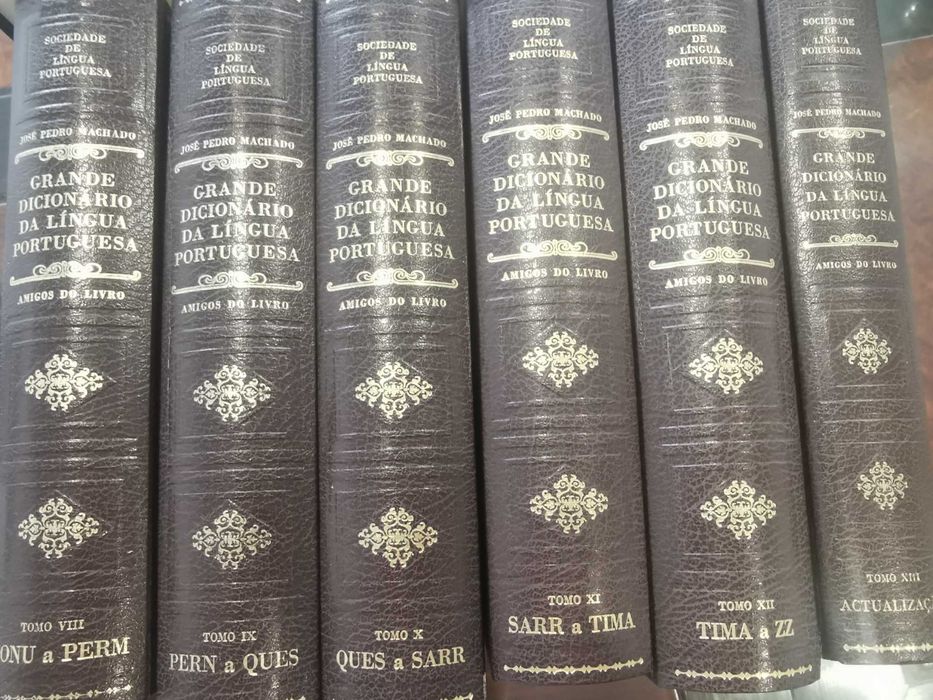 SOCIEDADE
DE
LÍNGUA
PORTUGUESA
JOSÉ PEDRO MACHADO
GRANDE
DICIONÁRIO
DA LÍNGUA
PORTUGUESA
AMIGOS DO LIVRO
TOMO VIII
ONU a PERM
SOCIEDADE
DE
LÍNGUA
PORTUGUESA
JOSÉ PEDRO MACHADO
GRANDE
DICIONÁRIO
DA LÍNGUA
PORTUGUESA
AMIGOS DO LIVRO
TOMO IX
PERN a QUES
SOCIEDADE
DE
LÍNGUA
PORTUGUESA
JOSÉ PEDRO MACHADO
GRANDE
DICIONÁRIO
DA LÍNGUA
PORTUGUESA
AMIGOS DO LIVRO
TOMO X
QUES a SARR
SOCIEDADE
DE
LÍNGUA
PORTUGUESA
JOSÉ PEDRO MACHADO
GRANDE
DICIONÁRIO
DA LÍNGUA
PORTUGUESA
AMIGOS DO LIVRO
TOMO XI
SARR a TIMA
SOCIEDADE
DE
LÍNGUA
PORTUGUESA
JOSÉ PEDRO MACHADO
GRANDE
DICIONÁRIO
DA LÍNGUA
PORTUGUESA
AMIGOS DO LIVRO
TOMO XII
TIMA a ZZ
SOCIEDADE
DE
LÍNGUA
PORTUGUESA
JOSÉ PEDRO MACHADO
GRANDE
DICIONÁRIO
DA LÍNGUA
PORTUGUESA
AMIGOS DO LIVRO
TOMO XIII